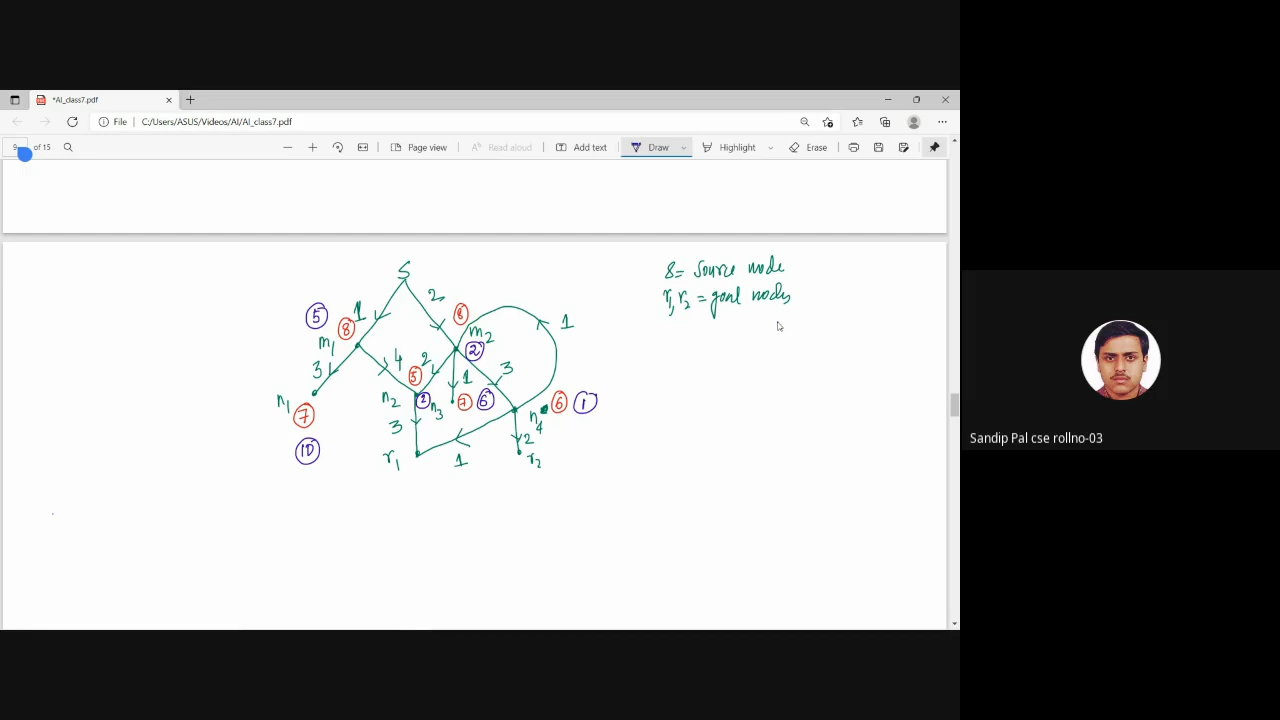 *AI_class7.pdf
File C:/Users/ASUS/Videos/AI/AI_class7.pdf
9 of 15 Page view Read aloud Add text Draw Highlight Erase
S
S = Source node
r1, r2 = goal nodes
1 2
5 8 8 1
m1 m2
2
3 4 2 3
5 1
n1 n2 2 n3 7 6 n4 6 1
7 3
2
10 r1 1 r2
Sandip Pal cse rollno-03